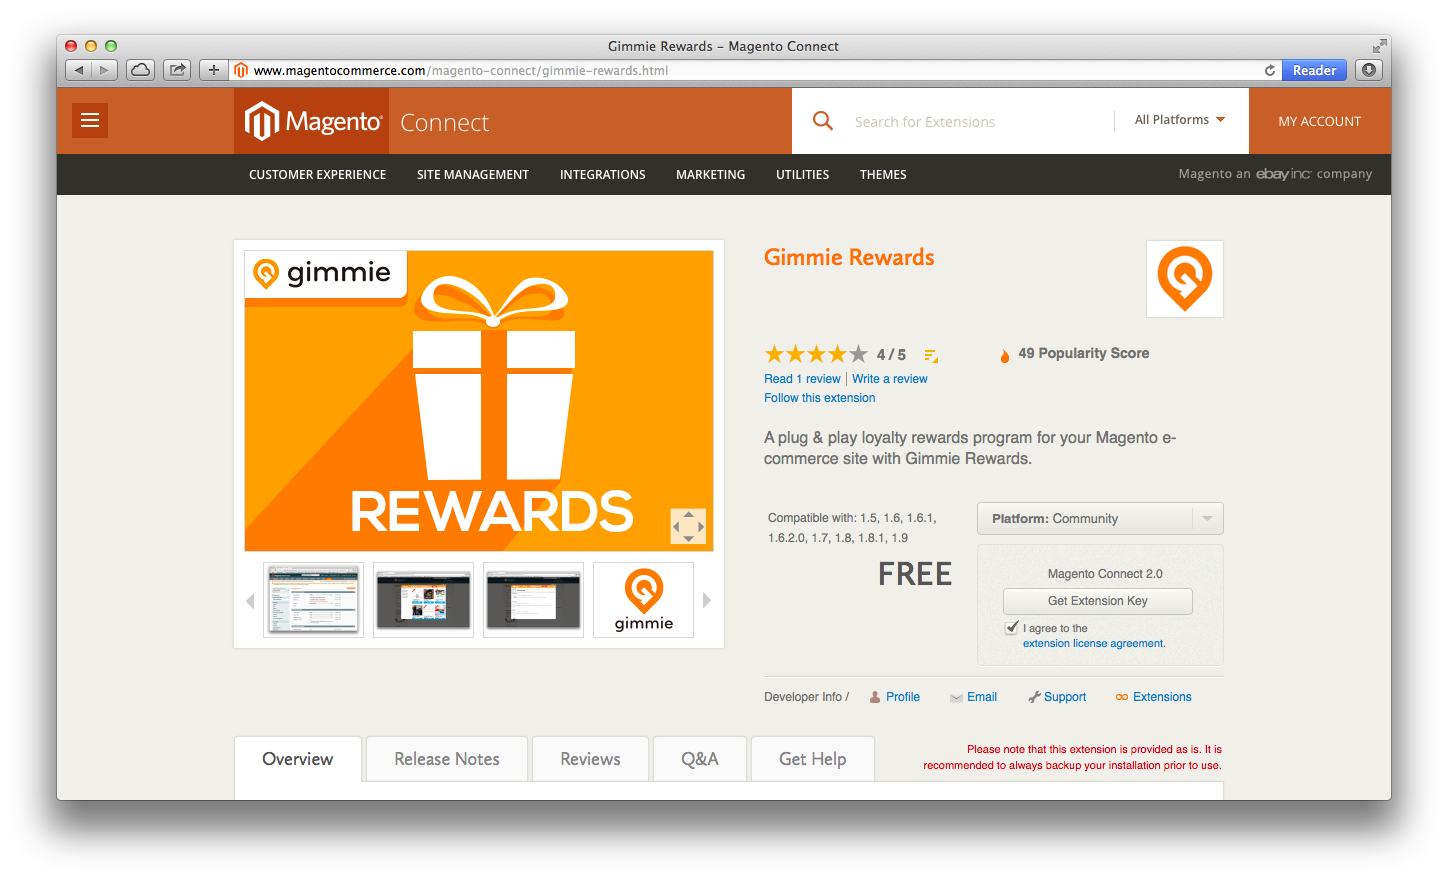 Gimmie Rewards – Magento Connect
www.magentocommerce.com/magento-connect/gimmie-rewards.html
Reader
Magento Connect
Search for Extensions
All Platforms
MY ACCOUNT
CUSTOMER EXPERIENCE SITE MANAGEMENT INTEGRATIONS MARKETING UTILITIES THEMES
Magento an ebay inc company
gimmie
REWARDS
gimmie
Gimmie Rewards
4 / 5
49 Popularity Score
Read 1 review | Write a review
Follow this extension
A plug & play loyalty rewards program for your Magento e-
commerce site with Gimmie Rewards.
Compatible with: 1.5, 1.6, 1.6.1,
1.6.2.0, 1.7, 1.8, 1.8.1, 1.9
FREE
Platform: Community
Magento Connect 2.0
Get Extension Key
I agree to the
extension license agreement.
Developer Info / Profile Email Support Extensions
Overview Release Notes Reviews Q&A Get Help
Please note that this extension is provided as is. It is
recommended to always backup your installation prior to use.